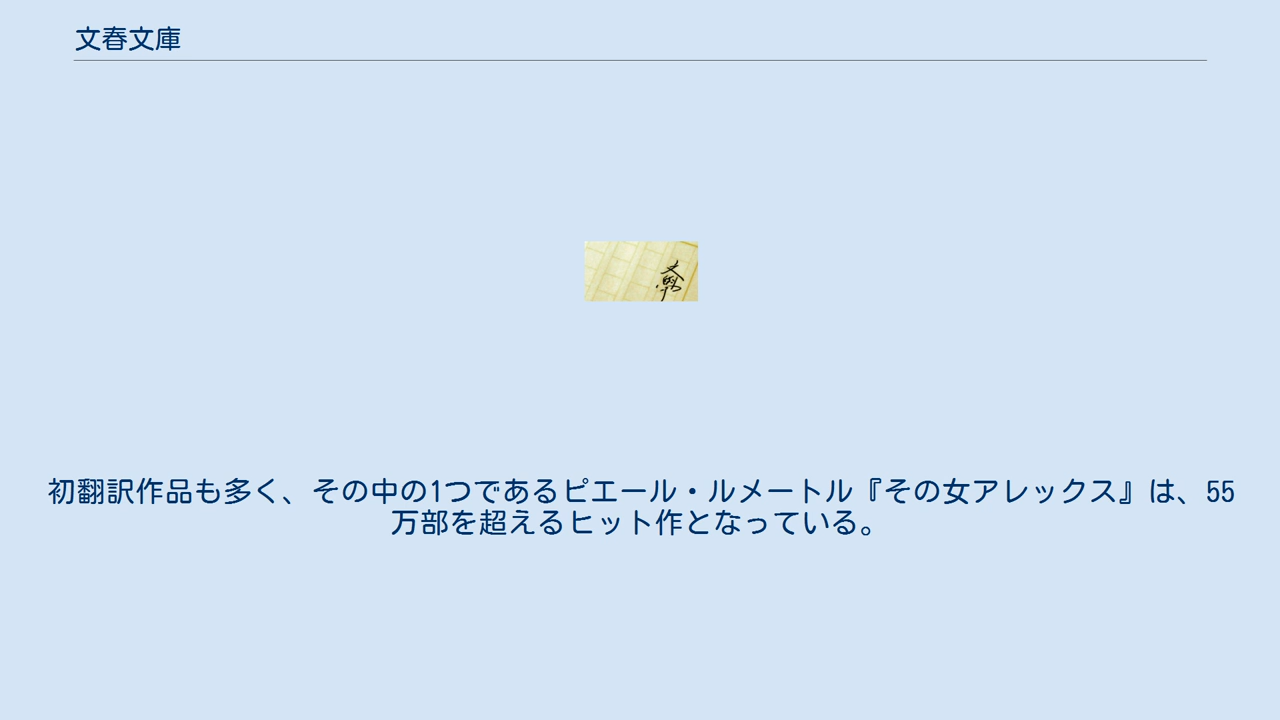 文春文庫
初翻訳作品も多く、その中の1つであるピエール・ルメートル『その女アレックス』は、55
万部を超えるヒット作となっている。